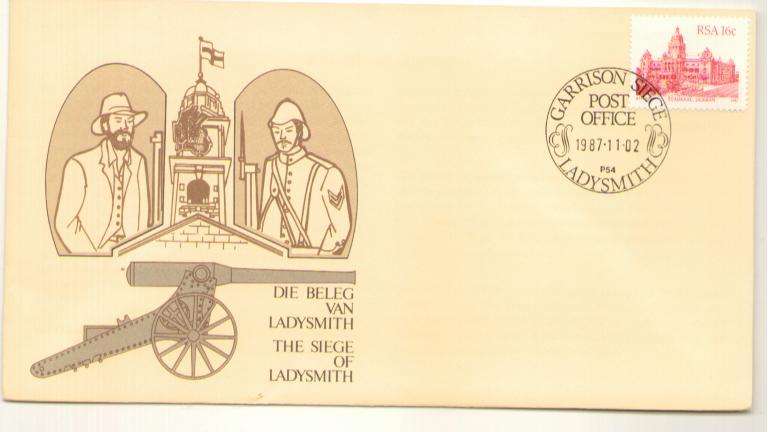 RSA 16c
GARRISON SIEGE
POST
OFFICE
1987·11·02
P54
LADYSMITH
DIE BELEG
VAN
LADYSMITH
THE SIEGE
OF
LADYSMITH